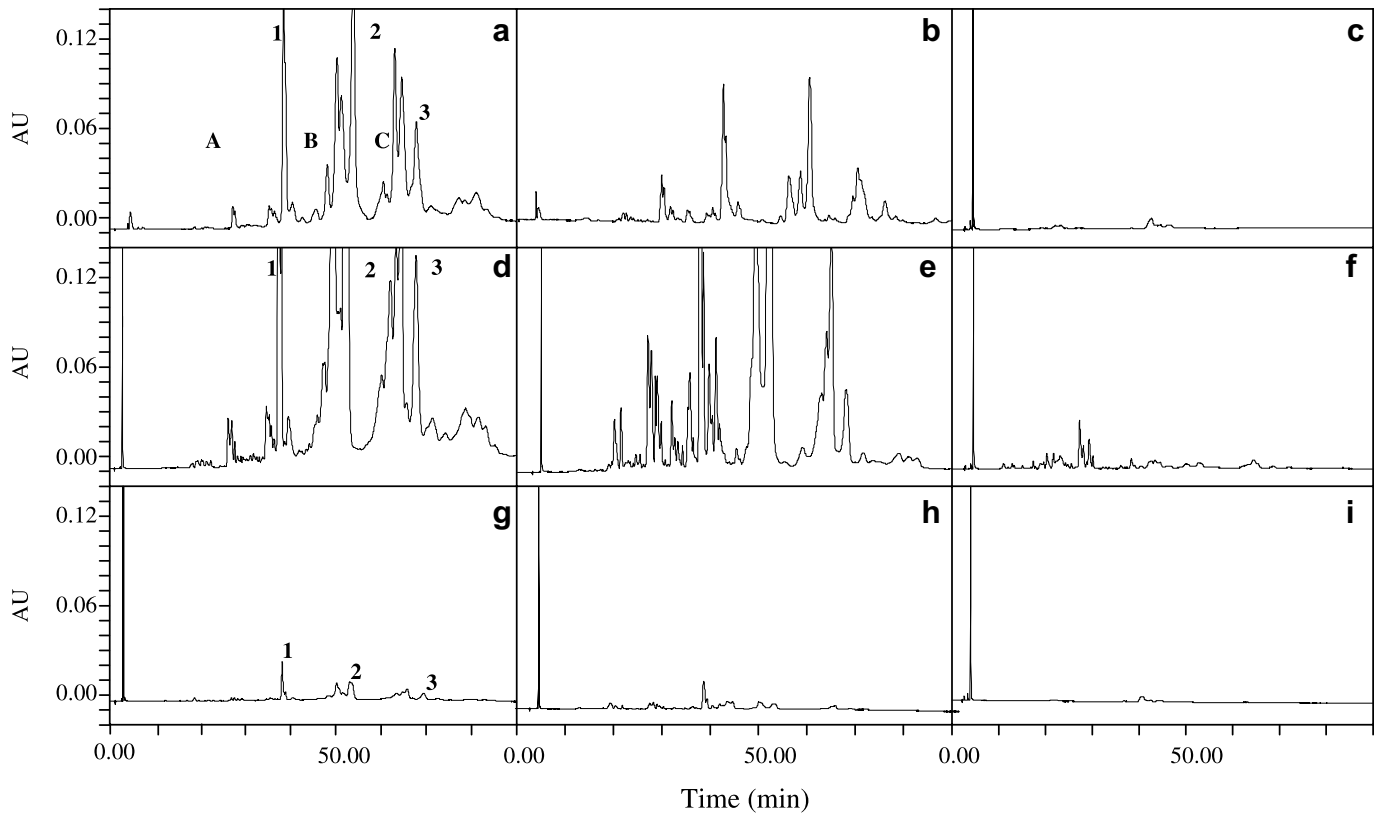 0.12 1 2 a b c
AU 0.06 A B C 3
0.00
0.12 1 2 3 d e f
AU 0.06
0.00
0.12 g h i
AU 0.06
1 2 3
0.00
0.00 50.00 0.00 50.00 0.00 50.00
Time (min)